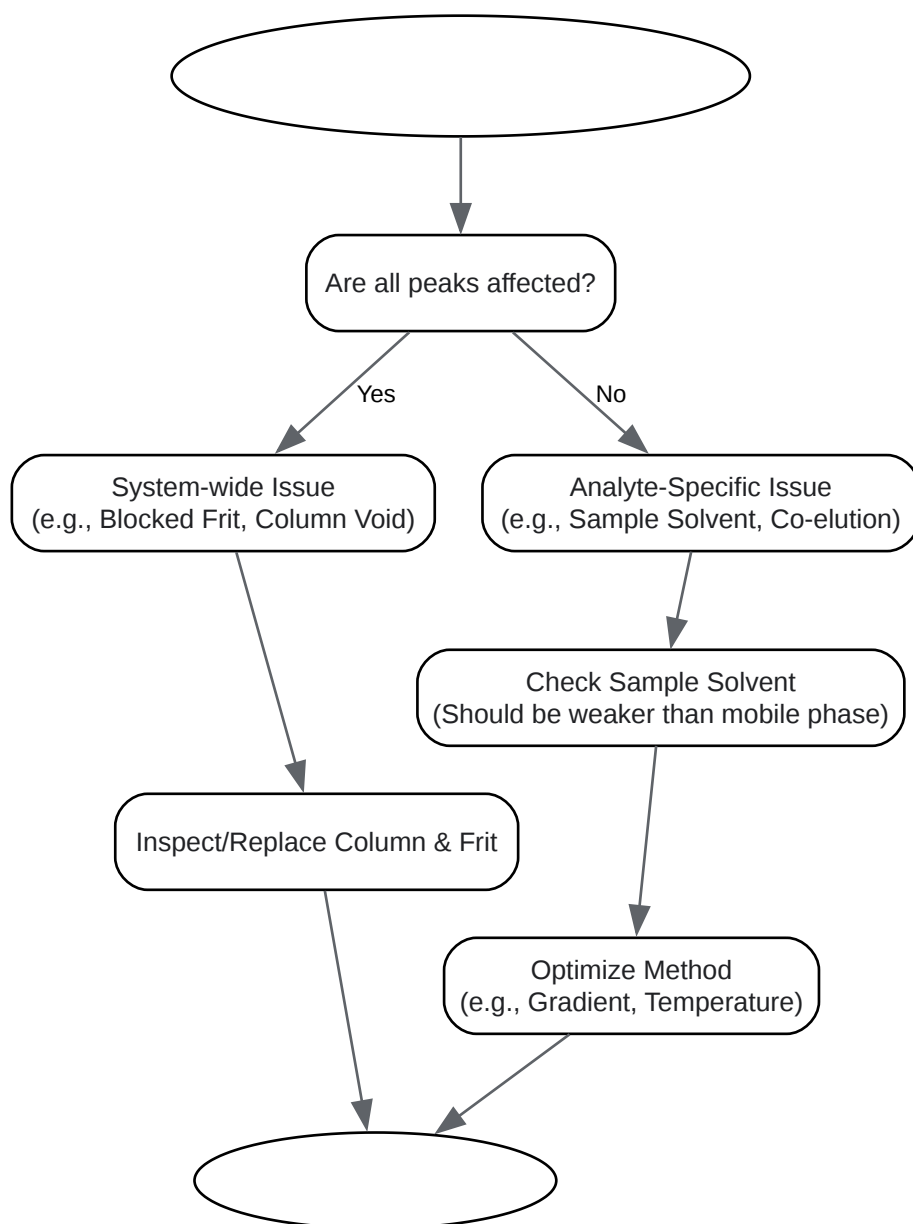 Are all peaks affected?
Yes
No
System-wide Issue
(e.g., Blocked Frit, Column Void)
Analyte-Specific Issue
(e.g., Sample Solvent, Co-elution)
Check Sample Solvent
(Should be weaker than mobile phase)
Inspect/Replace Column & Frit
Optimize Method
(e.g., Gradient, Temperature)